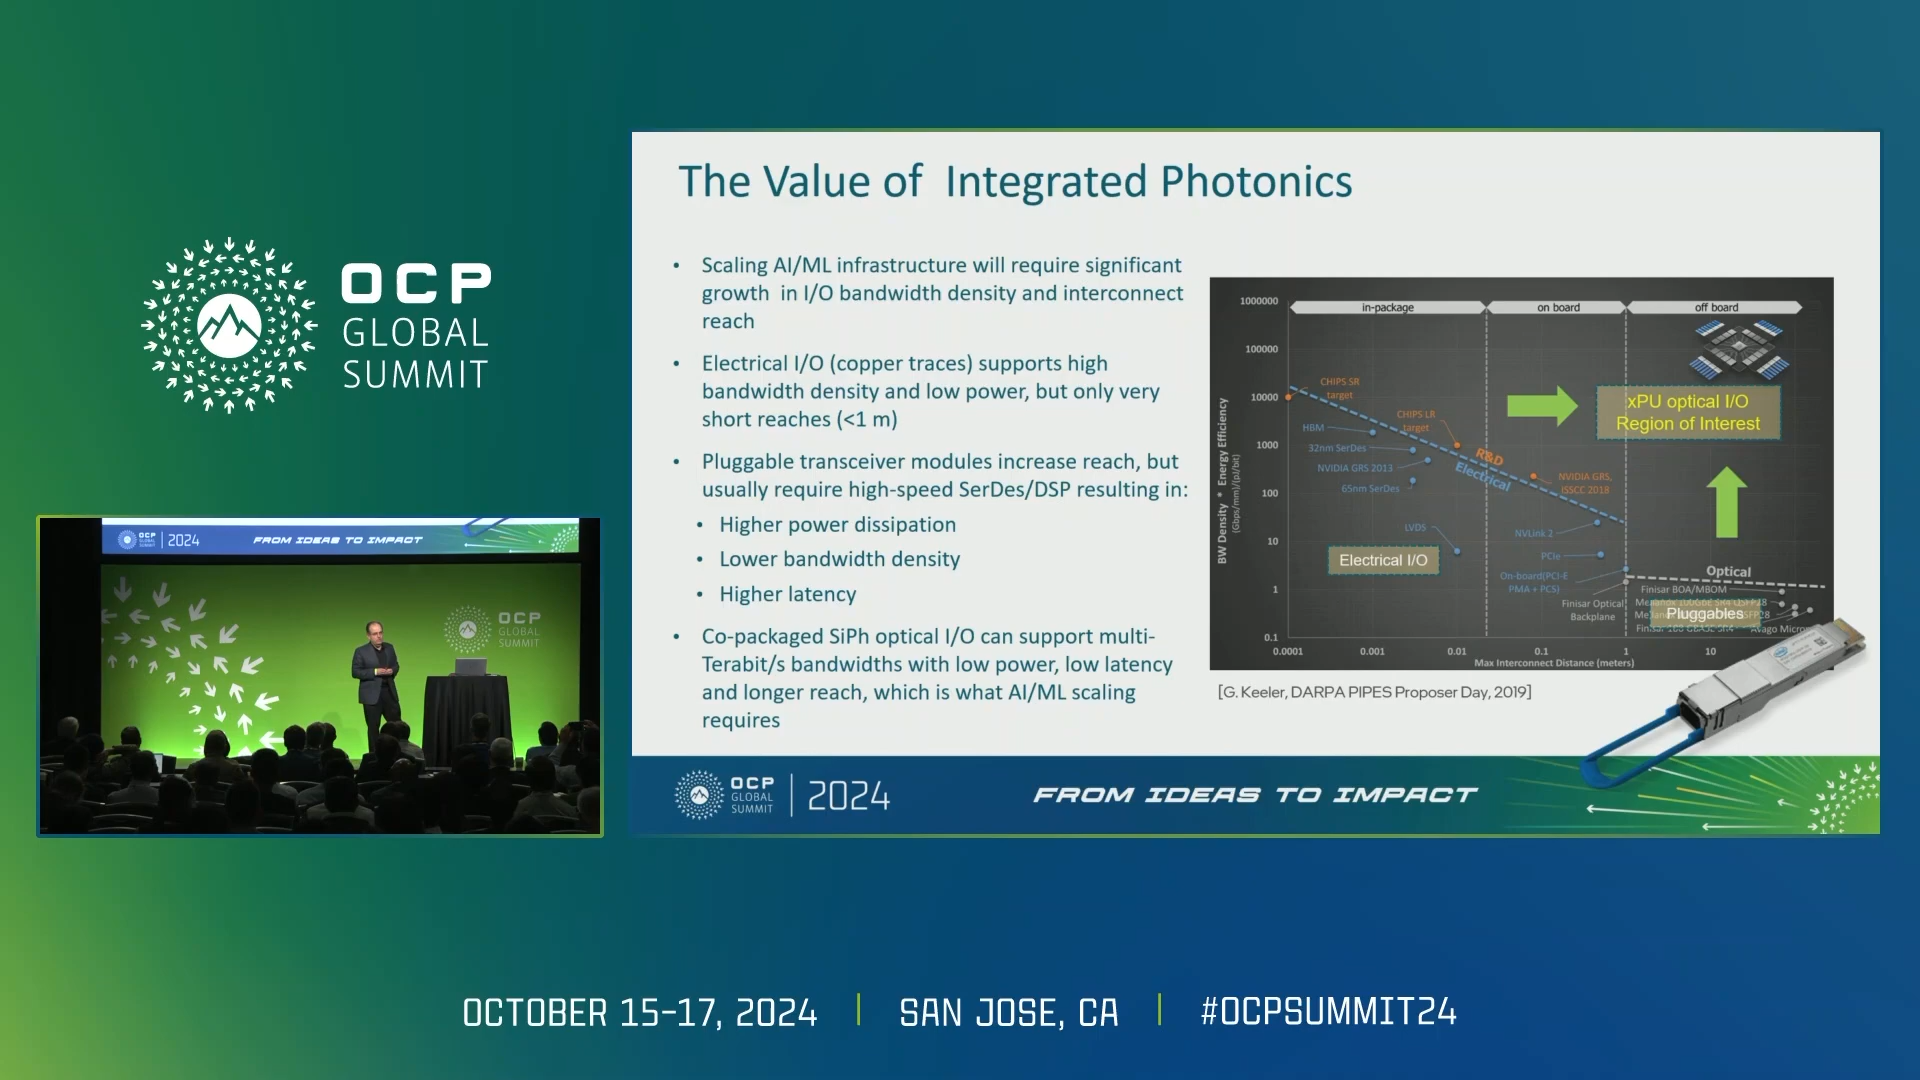 OCP
GLOBAL
SUMMIT
OCP
GLOBAL
SUMMIT
2024
FROM IDEAS TO IMPACT
OCP
GLOBAL
SUMMIT
The Value of Integrated Photonics
• Scaling AI/ML infrastructure will require significant
growth in I/O bandwidth density and interconnect
reach
• Electrical I/O (copper traces) supports high
bandwidth density and low power, but only very
short reaches (<1 m)
• Pluggable transceiver modules increase reach, but
usually require high-speed SerDes/DSP resulting in:
• Higher power dissipation
• Lower bandwidth density
• Higher latency
• Co-packaged SiPh optical I/O can support multi-
Terabit/s bandwidths with low power, low latency
and longer reach, which is what AI/ML scaling
requires
in-package
on board
off board
1000000
100000
10000
1000
100
10
1
0.1
BW Density * Energy Efficiency
(Gbps/mm)/(pJ/bit)
CHIPS SR
target
CHIPS LR
target
HBM
32nm SerDes
NVIDIA GRS 2013
65nm SerDes
R&D
Electrical
NVIDIA GRS,
ISSCC 2018
LVDS
NVLink 2
PCIe
On-board(PCI-E
PMA + PCS)
Electrical I/O
xPU optical I/O
Region of Interest
Optical
Finisar BOA/MBOM
Finisar Optical
Backplane
Pluggables
0.0001
0.001
0.01
0.1
1
10
Max Interconnect Distance (meters)
[G. Keeler, DARPA PIPES Proposer Day, 2019]
OCP
GLOBAL
SUMMIT
2024
FROM IDEAS TO IMPACT
OCTOBER 15-17, 2024
SAN JOSE, CA
#OCPSUMMIT24